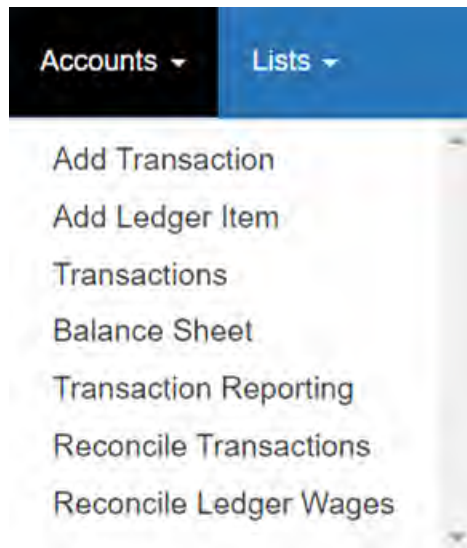 Accounts Lists
Add Transaction
Add Ledger Item
Transactions
Balance Sheet
Transaction Reporting
Reconcile Transactions
Reconcile Ledger Wages